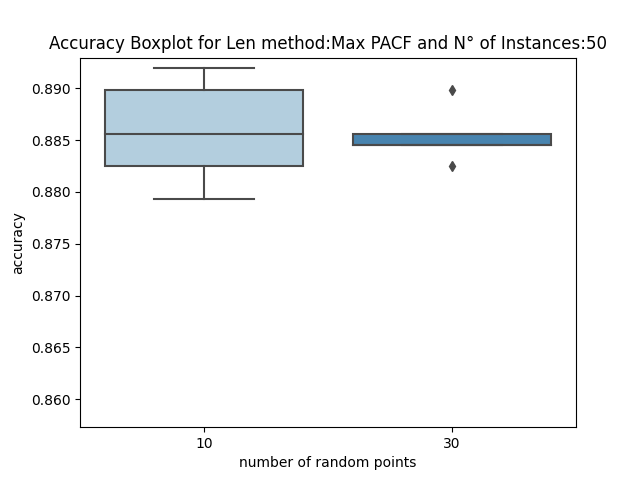 Accuracy Boxplot for Len method:Max PACF and N° of Instances:50
0.890
0.885
0.880
0.875
0.870
0.865
0.860
accuracy
10 30
number of random points